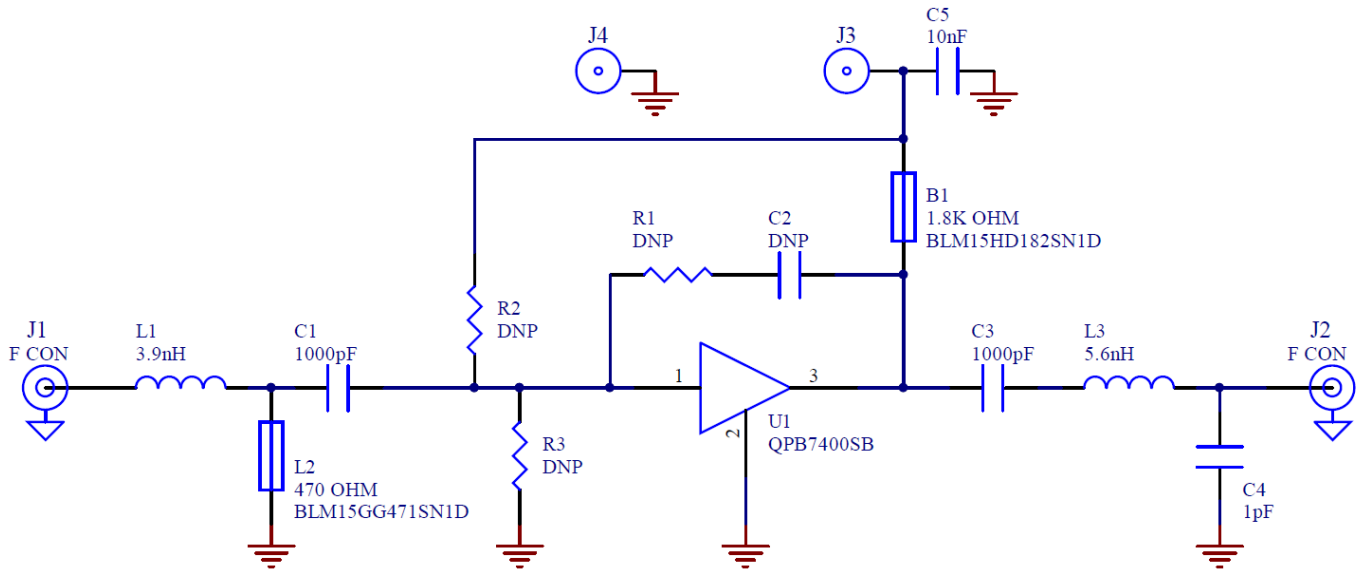 C5
10nF
J4
J3
B1
1.8K OHM
BLM15HD182SN1D
R1
DNP
C2
DNP
R2
DNP
J1
F CON
L1
3.9nH
C1
1000pF
C3
1000pF
L3
5.6nH
J2
F CON
1
3
2
U1
QPB7400SB
R3
DNP
L2
470 OHM
BLM15GG471SN1D
C4
1pF